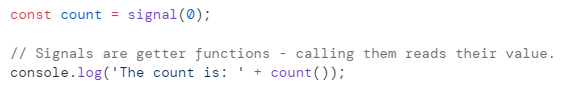 const count = signal(0);
// Signals are getter functions - calling them reads their value.
console.log('The count is: ' + count());